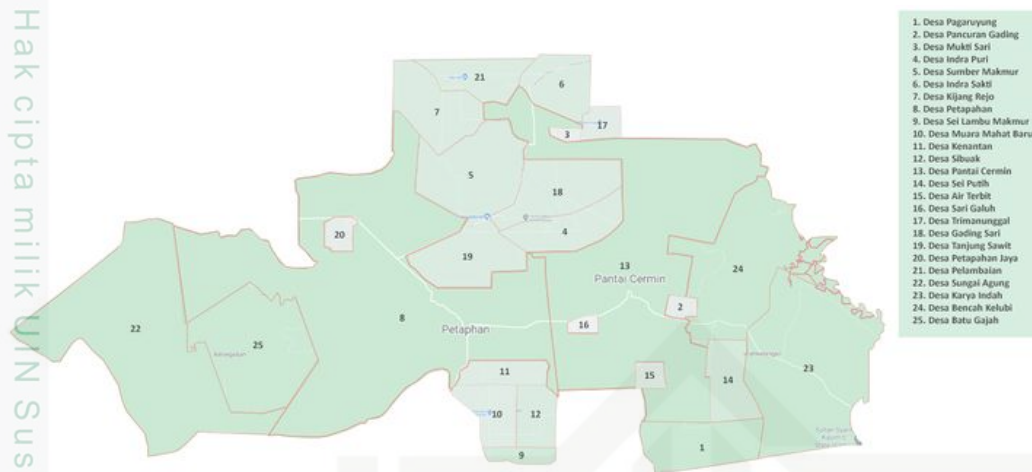 Hak cipta milik UIN Sus
1. Desa Pagaruyung
2. Desa Pancuran Gading
3. Desa Mukti Sari
4. Desa Indra Puri
5. Desa Sumber Makmur
6. Desa Indra Sakti
7. Desa Kijang Rejo
8. Desa Petapahan
9. Desa Sei Lambu Makmur
10. Desa Muara Mahat Baru
11. Desa Kenantan
12. Desa Sibuak
13. Desa Pantai Cermin
14. Desa Sei Putih
15. Desa Air Terbit
16. Desa Sari Galuh
17. Desa Trimanunggal
18. Desa Gading Sari
19. Desa Tanjung Sawit
20. Desa Petapahan Jaya
21. Desa Pelambaian
22. Desa Sungai Agung
23. Desa Karya Indah
24. Desa Bencah Kelubi
25. Desa Batu Gajah
21
6
7
17
3
5
18
20
4
19
13
24
Pantai Cermin
2
22
8
Petaphan
16
25
11
15
14
23
10
12
1
9